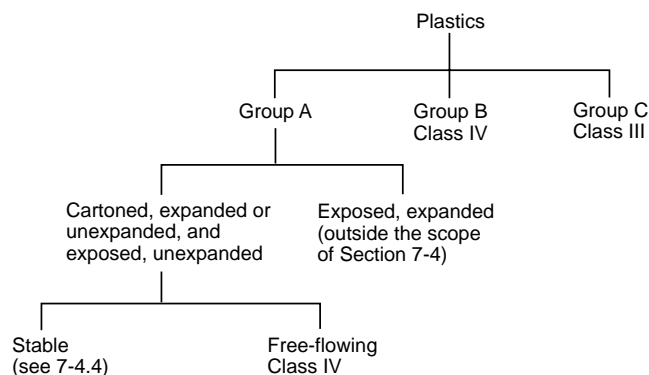 Plastics
Group A
Group B
Class IV
Group C
Class III
Cartoned, expanded or
unexpanded, and
exposed, unexpanded
Exposed, expanded
(outside the scope
of Section 7-4)
Stable
(see 7-4.4)
Free-flowing
Class IV